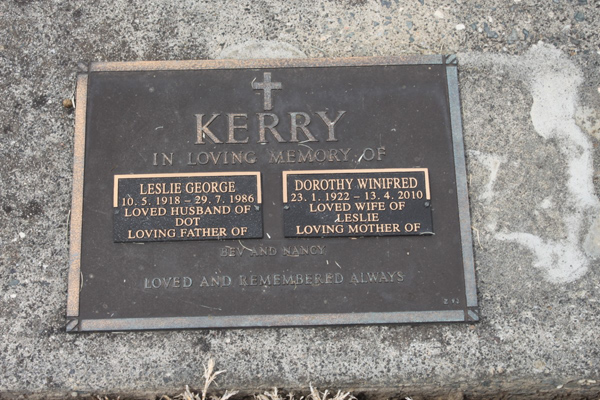 KERRY
IN LOVING MEMORY OF
LESLIE GEORGE
10. 5. 1918 – 29. 7. 1986
LOVED HUSBAND OF
DOT
LOVING FATHER OF
DOROTHY WINIFRED
23. 1. 1922 – 13. 4. 2010
LOVED WIFE OF
LESLIE
LOVING MOTHER OF
BEV AND NANCY
LOVED AND REMEMBERED ALWAYS